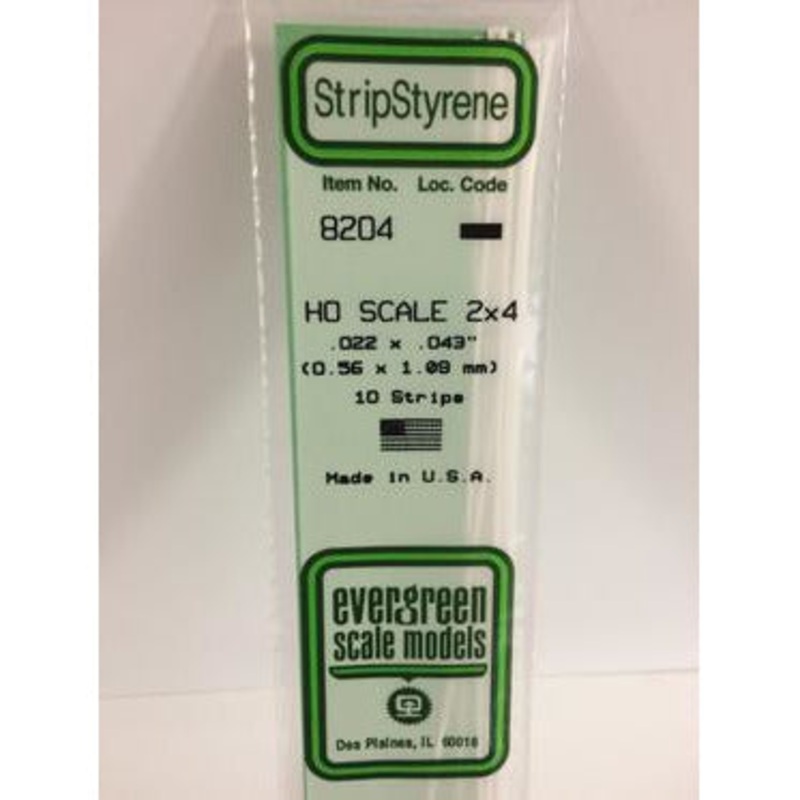 StripStyrene
Item No. Loc. Code
8204
HO SCALE 2x4
.022 x .043"
(0.56 x 1.09 mm)
10 Strips
Made in U.S.A.
evergreen
scale models
Des Plaines, IL 60018